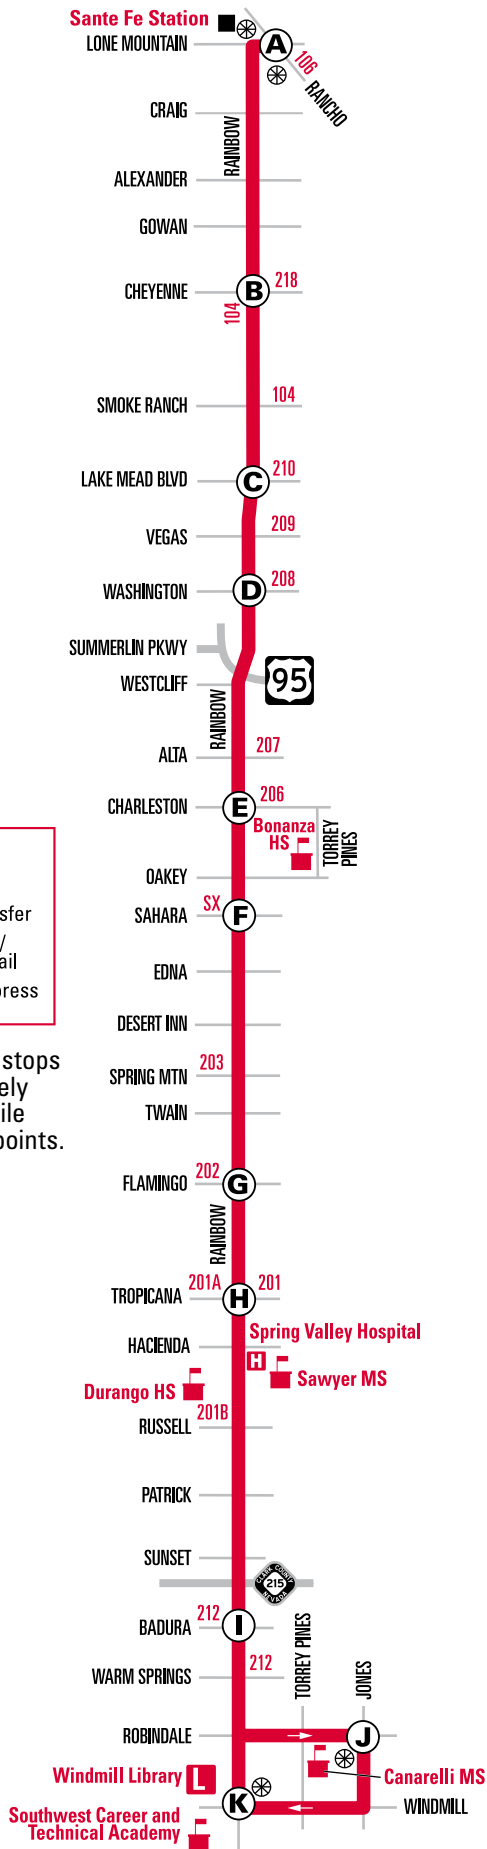 Sante Fe Station
LONE MOUNTAIN
A
106
RANCHO
CRAIG
RAINBOW
ALEXANDER
GOWAN
CHEYENNE
B
218
104
SMOKE RANCH
104
LAKE MEAD BLVD
C
210
VEGAS
209
WASHINGTON
D
208
SUMMERLIN PKWY
WESTCLIFF
95
RAINBOW
ALTA
207
CHARLESTON
E
206
Bonanza
HS
TORREY
PINES
OAKEY
sfer
SAHARA
SX
F
/
ail
EDNA
press
DESERT INN
stops
ely
ile
points.
SPRING MTN
203
TWAIN
FLAMINGO
202
G
RAINBOW
TROPICANA
201A
H
201
HACIENDA
Spring Valley Hospital
H
Sawyer MS
Durango HS
201B
RUSSELL
PATRICK
SUNSET
CLARK COUNTY
215
NEVADA
BADURA
212
I
WARM SPRINGS
212
TORREY PINES
JONES
ROBINDALE
J
Windmill Library
L
Canarelli MS
K
WINDMILL
Southwest Career and
Technical Academy